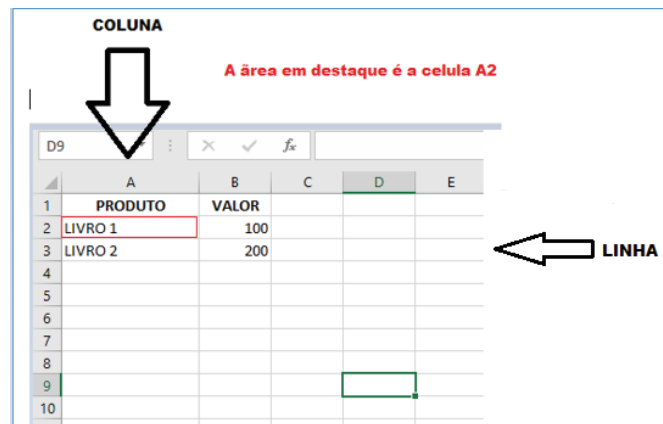 COLUNA
A ãrea em destaque é a celula A2
D9 fx
A B C D E
1 PRODUTO VALOR
2 LIVRO 1 100
3 LIVRO 2 200
LINHA
4
5
6
7
8
9
10